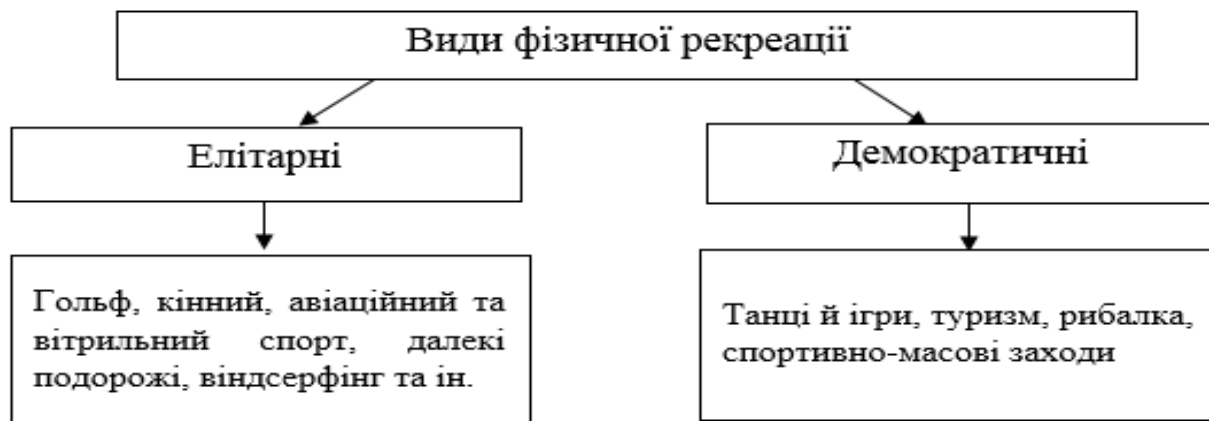 Види фізичної рекреації
Елітарні
Демократичні
Гольф, кінний, авіаційний та
вітрильний спорт, далекі
подорожі, віндсерфінг та ін.
Танці й ігри, туризм, рибалка,
спортивно-масові заходи